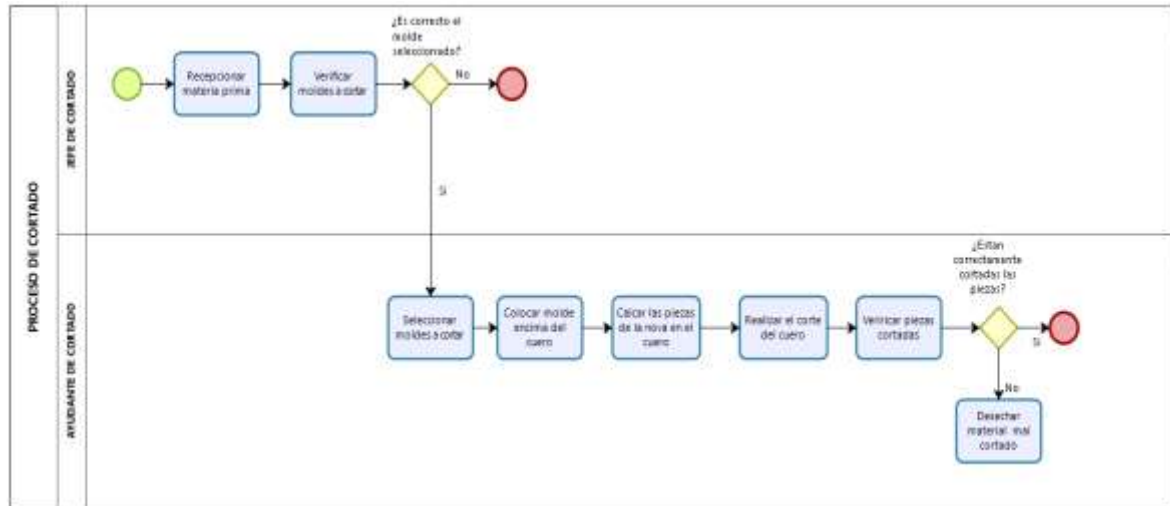 PROCESO DE CORTADO
JEFE DE CORTADO
¿Es correcto el
molde
seleccionado?
Recepcionar
materia prima
Verificar
moldes a cortar
No
Si
AYUDANTE DE CORTADO
¿Estan
correctamente
cortadas las
piezas?
Seleccionar
moldes a cortar
Colocar molde
encima del
cuero
Calcar las piezas
de la nova en el
cuero
Realizar el corte
del cuero
Verificar piezas
cortadas
Si
No
Desechar
material mal
cortado